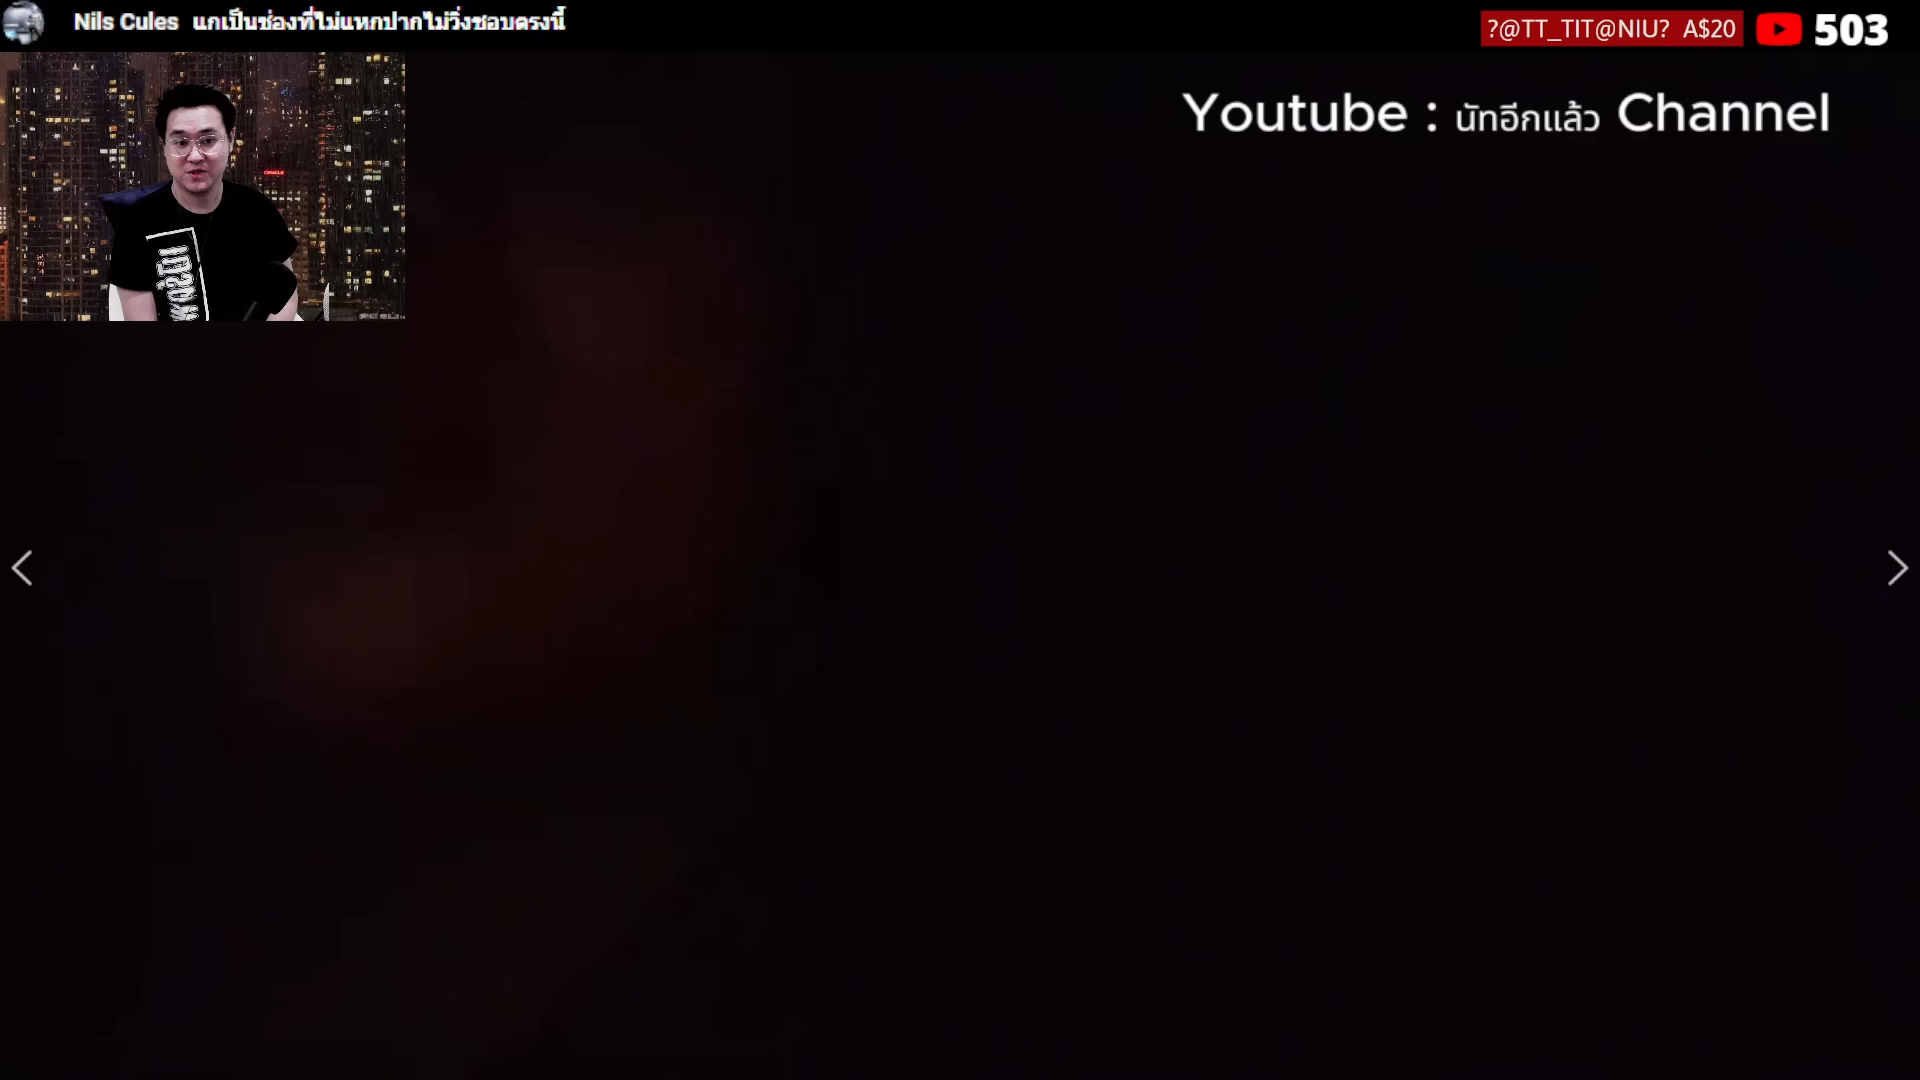 Nils Cules แกเป็นช่องที่ไม่แหกปากไม่วิ่งชอบตรงนี้
?@TT_TIT@NIU? A$20
503
Youtube : นัทอีกแล้ว Channel
ORACLE